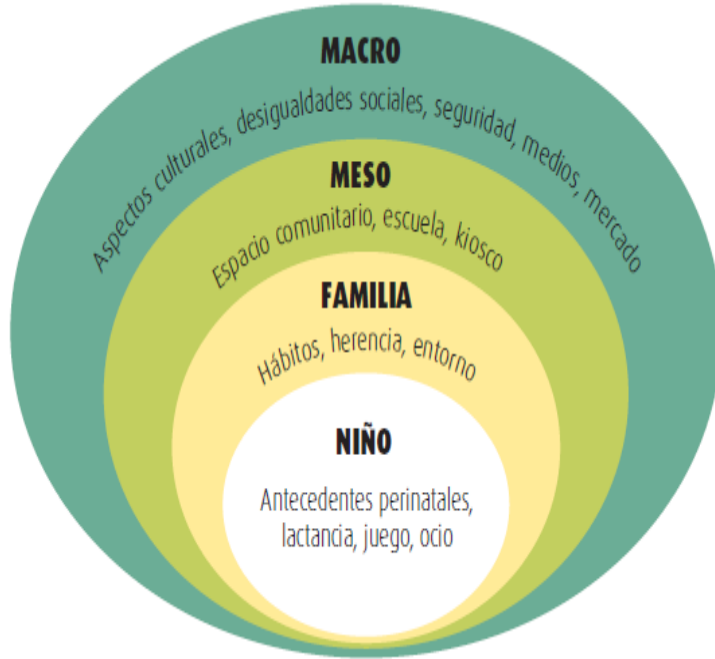 MACRO
Aspectos culturales, desigualdades sociales, seguridad, medios, mercado
MESO
Espacio comunitario, escuela, kiosco
FAMILIA
Hábitos, herencia, entorno
NIÑO
Antecedentes perinatales,
lactancia, juego, ocio